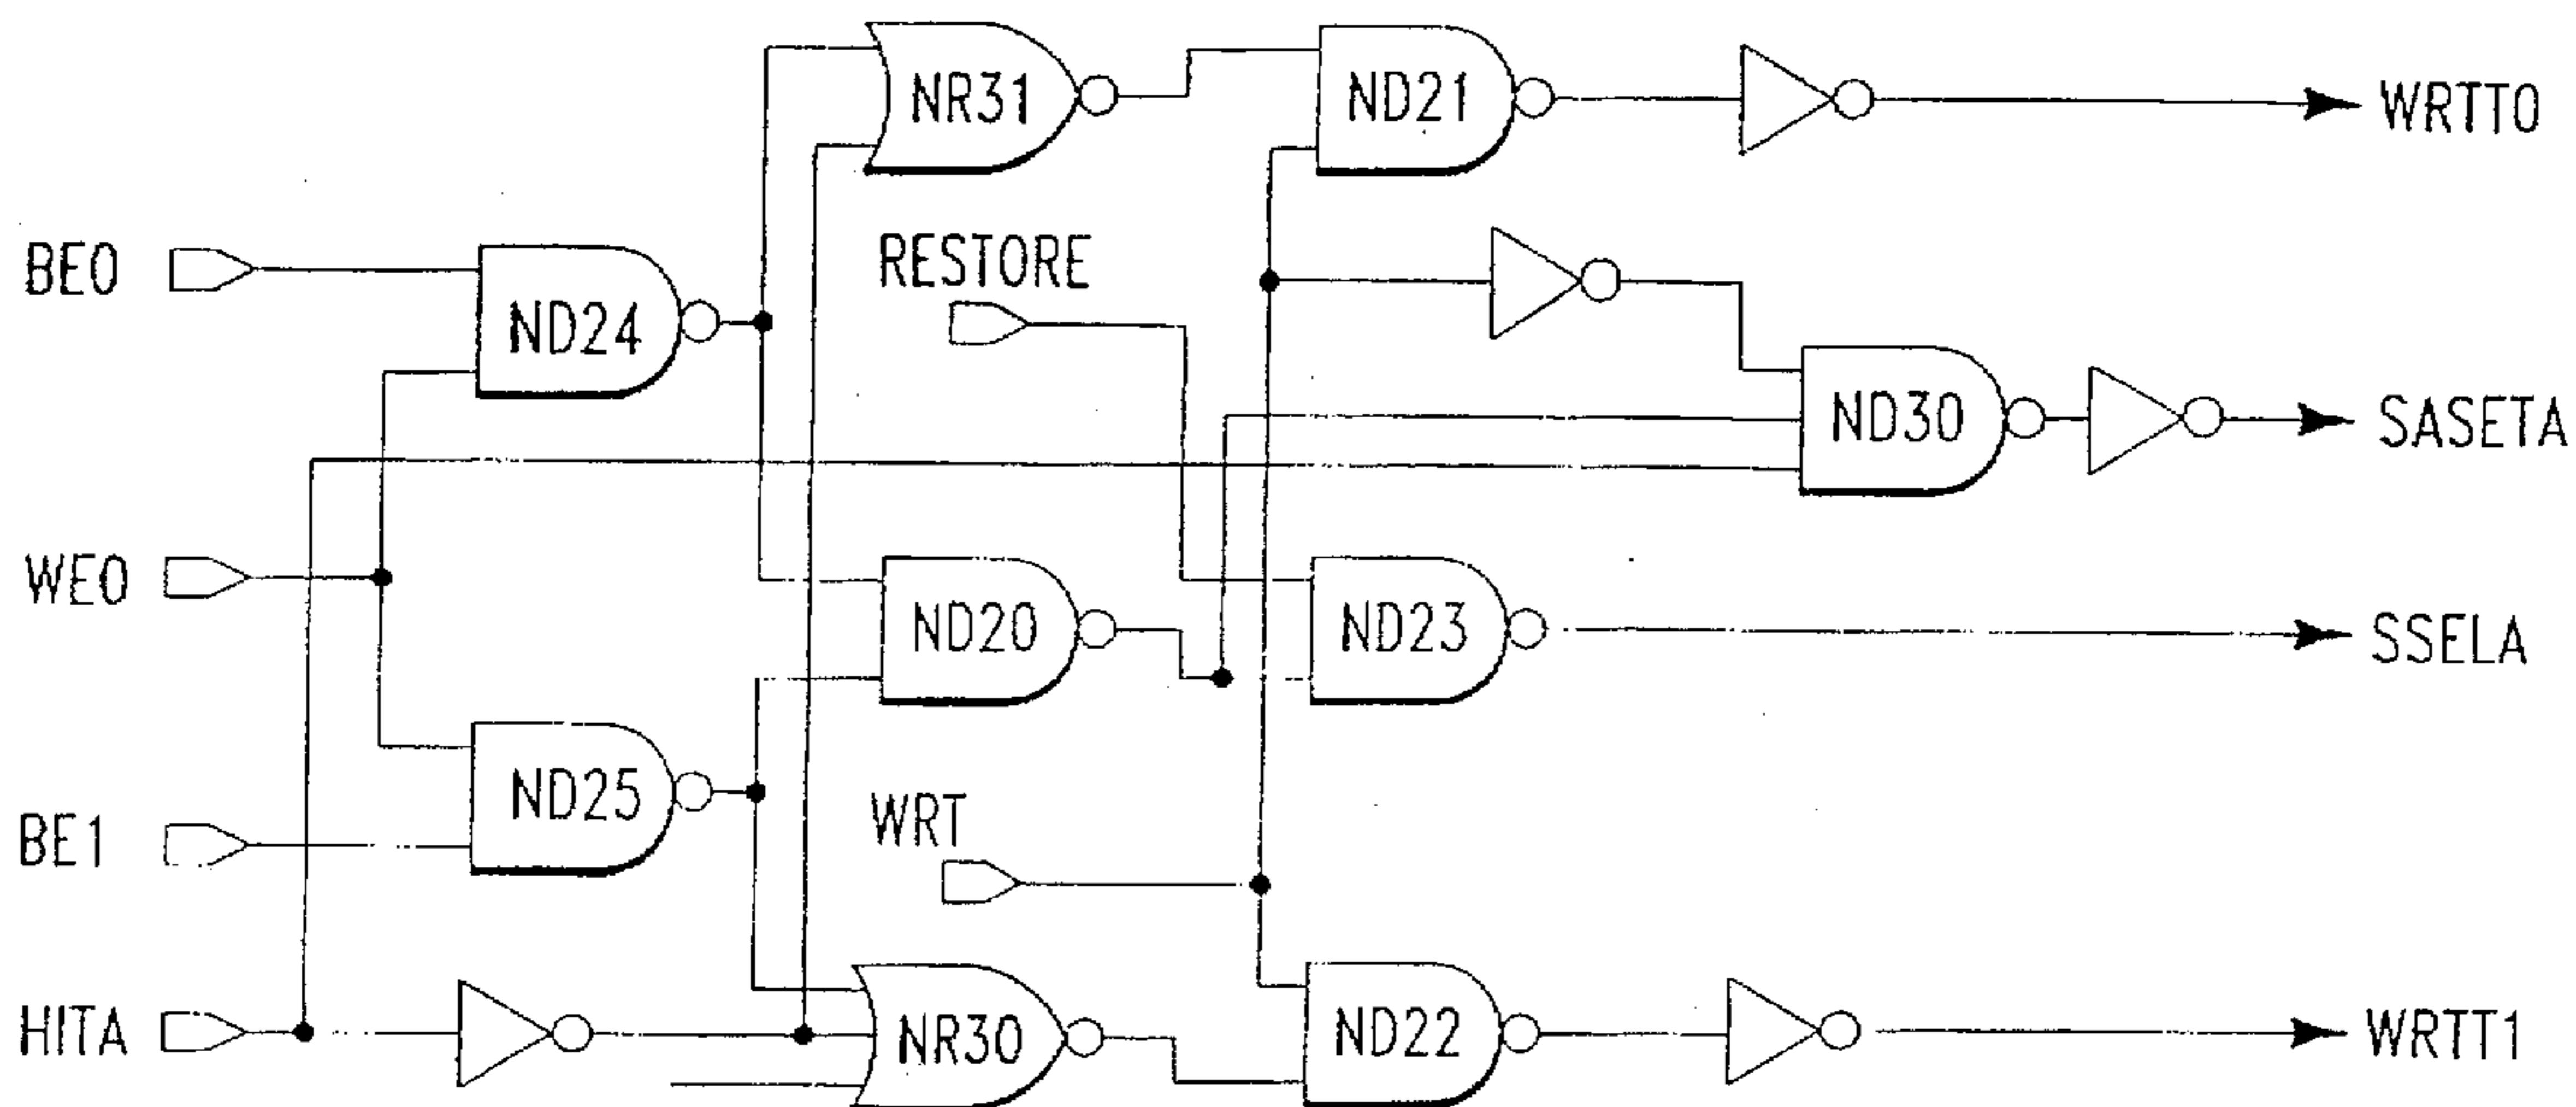 NR31
ND21
WRTT0
BE0
RESTORE
ND24
ND30
SASETA
WE0
ND20
ND23
SSELA
ND25
WRT
BE1
HITA
NR30
ND22
WRTT1